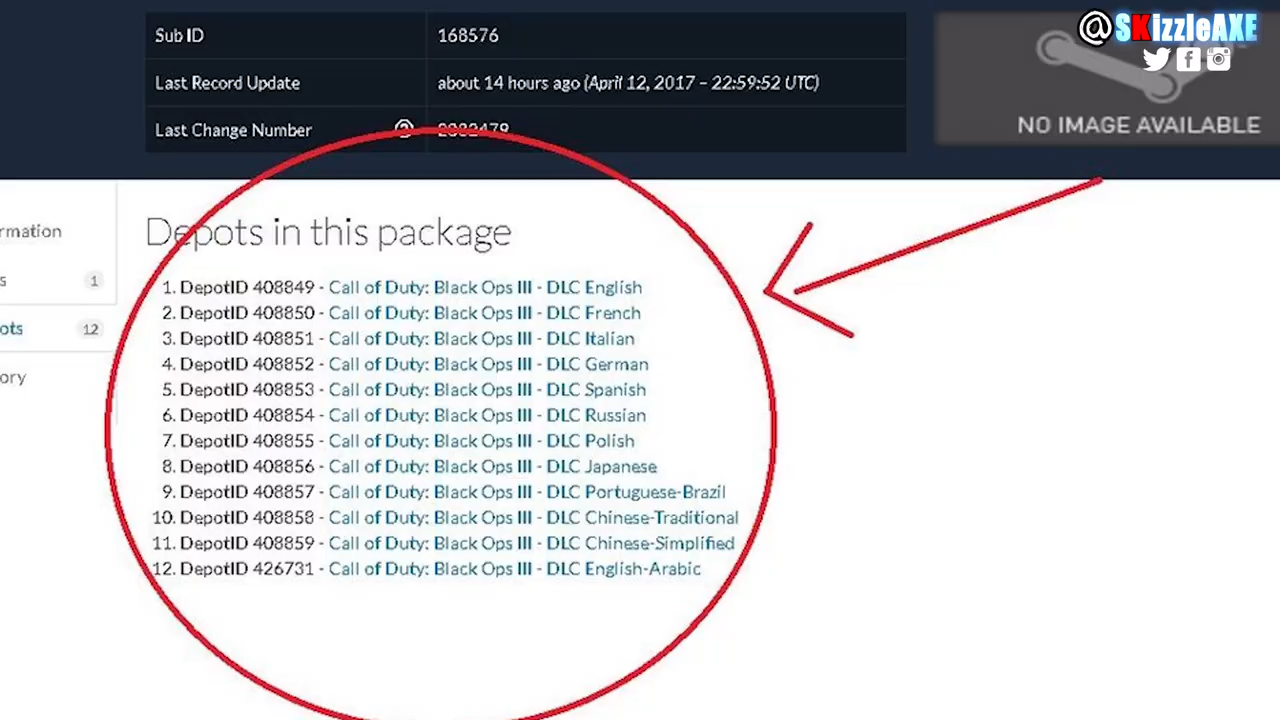 @SKizzleAXE
Sub ID 168576
Last Record Update about 14 hours ago (April 12, 2017 – 22:59:52 UTC)
Last Change Number
NO IMAGE AVAILABLE
rmation
s 1
ots 12
ory
Depots in this package
1. DepotID 408849 - Call of Duty: Black Ops III - DLC English
2. DepotID 408850 - Call of Duty: Black Ops III - DLC French
3. DepotID 408851 - Call of Duty: Black Ops III - DLC Italian
4. DepotID 408852 - Call of Duty: Black Ops III - DLC German
5. DepotID 408853 - Call of Duty: Black Ops III - DLC Spanish
6. DepotID 408854 - Call of Duty: Black Ops III - DLC Russian
7. DepotID 408855 - Call of Duty: Black Ops III - DLC Polish
8. DepotID 408856 - Call of Duty: Black Ops III - DLC Japanese
9. DepotID 408857 - Call of Duty: Black Ops III - DLC Portuguese-Brazil
10. DepotID 408858 - Call of Duty: Black Ops III - DLC Chinese-Traditional
11. DepotID 408859 - Call of Duty: Black Ops III - DLC Chinese-Simplified
12. DepotID 426731 - Call of Duty: Black Ops III - DLC English-Arabic